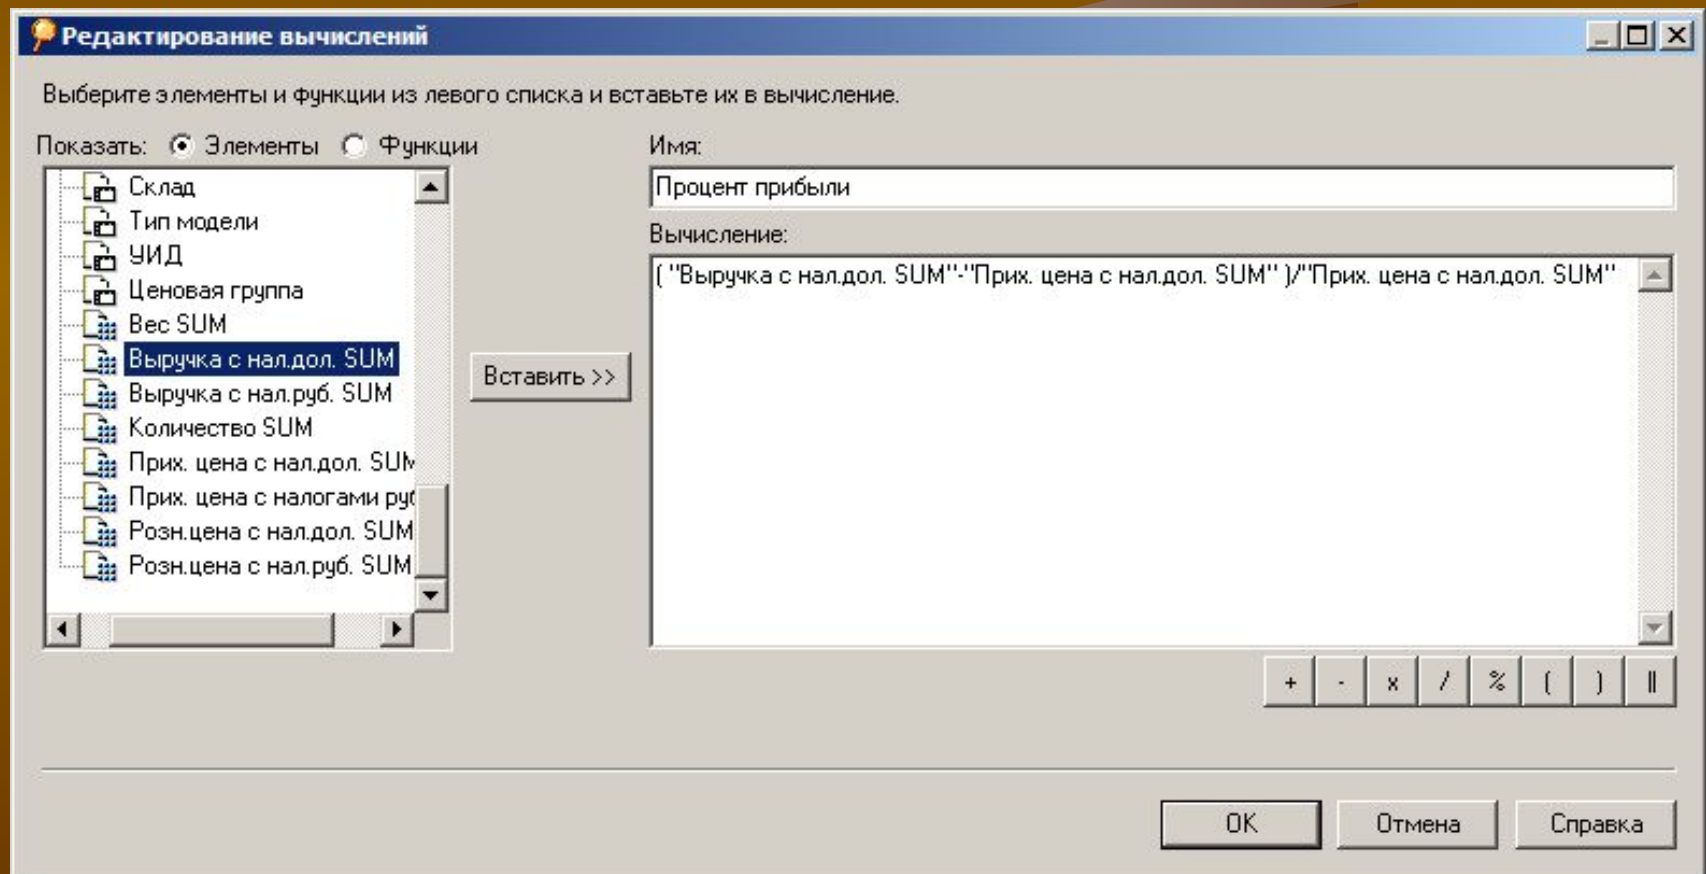 Редактирование вычислений
Выберите элементы и функции из левого списка и вставьте их в вычисление.
Показать: Элементы Функции
Склад
Тип модели
УИД
Ценовая группа
Вес SUM
Выручка с нал.дол. SUM
Выручка с нал.руб. SUM
Количество SUM
Прих. цена с нал.дол. SUM
Прих. цена с налогами руб
Розн.цена с нал.дол. SUM
Розн.цена с нал.руб. SUM
Вставить >>
Имя:
Процент прибыли
Вычисление:
( "Выручка с нал.дол. SUM"-"Прих. цена с нал.дол. SUM" )/"Прих. цена с нал.дол. SUM"
+ - x / % ( ) ||
OK Отмена Справка